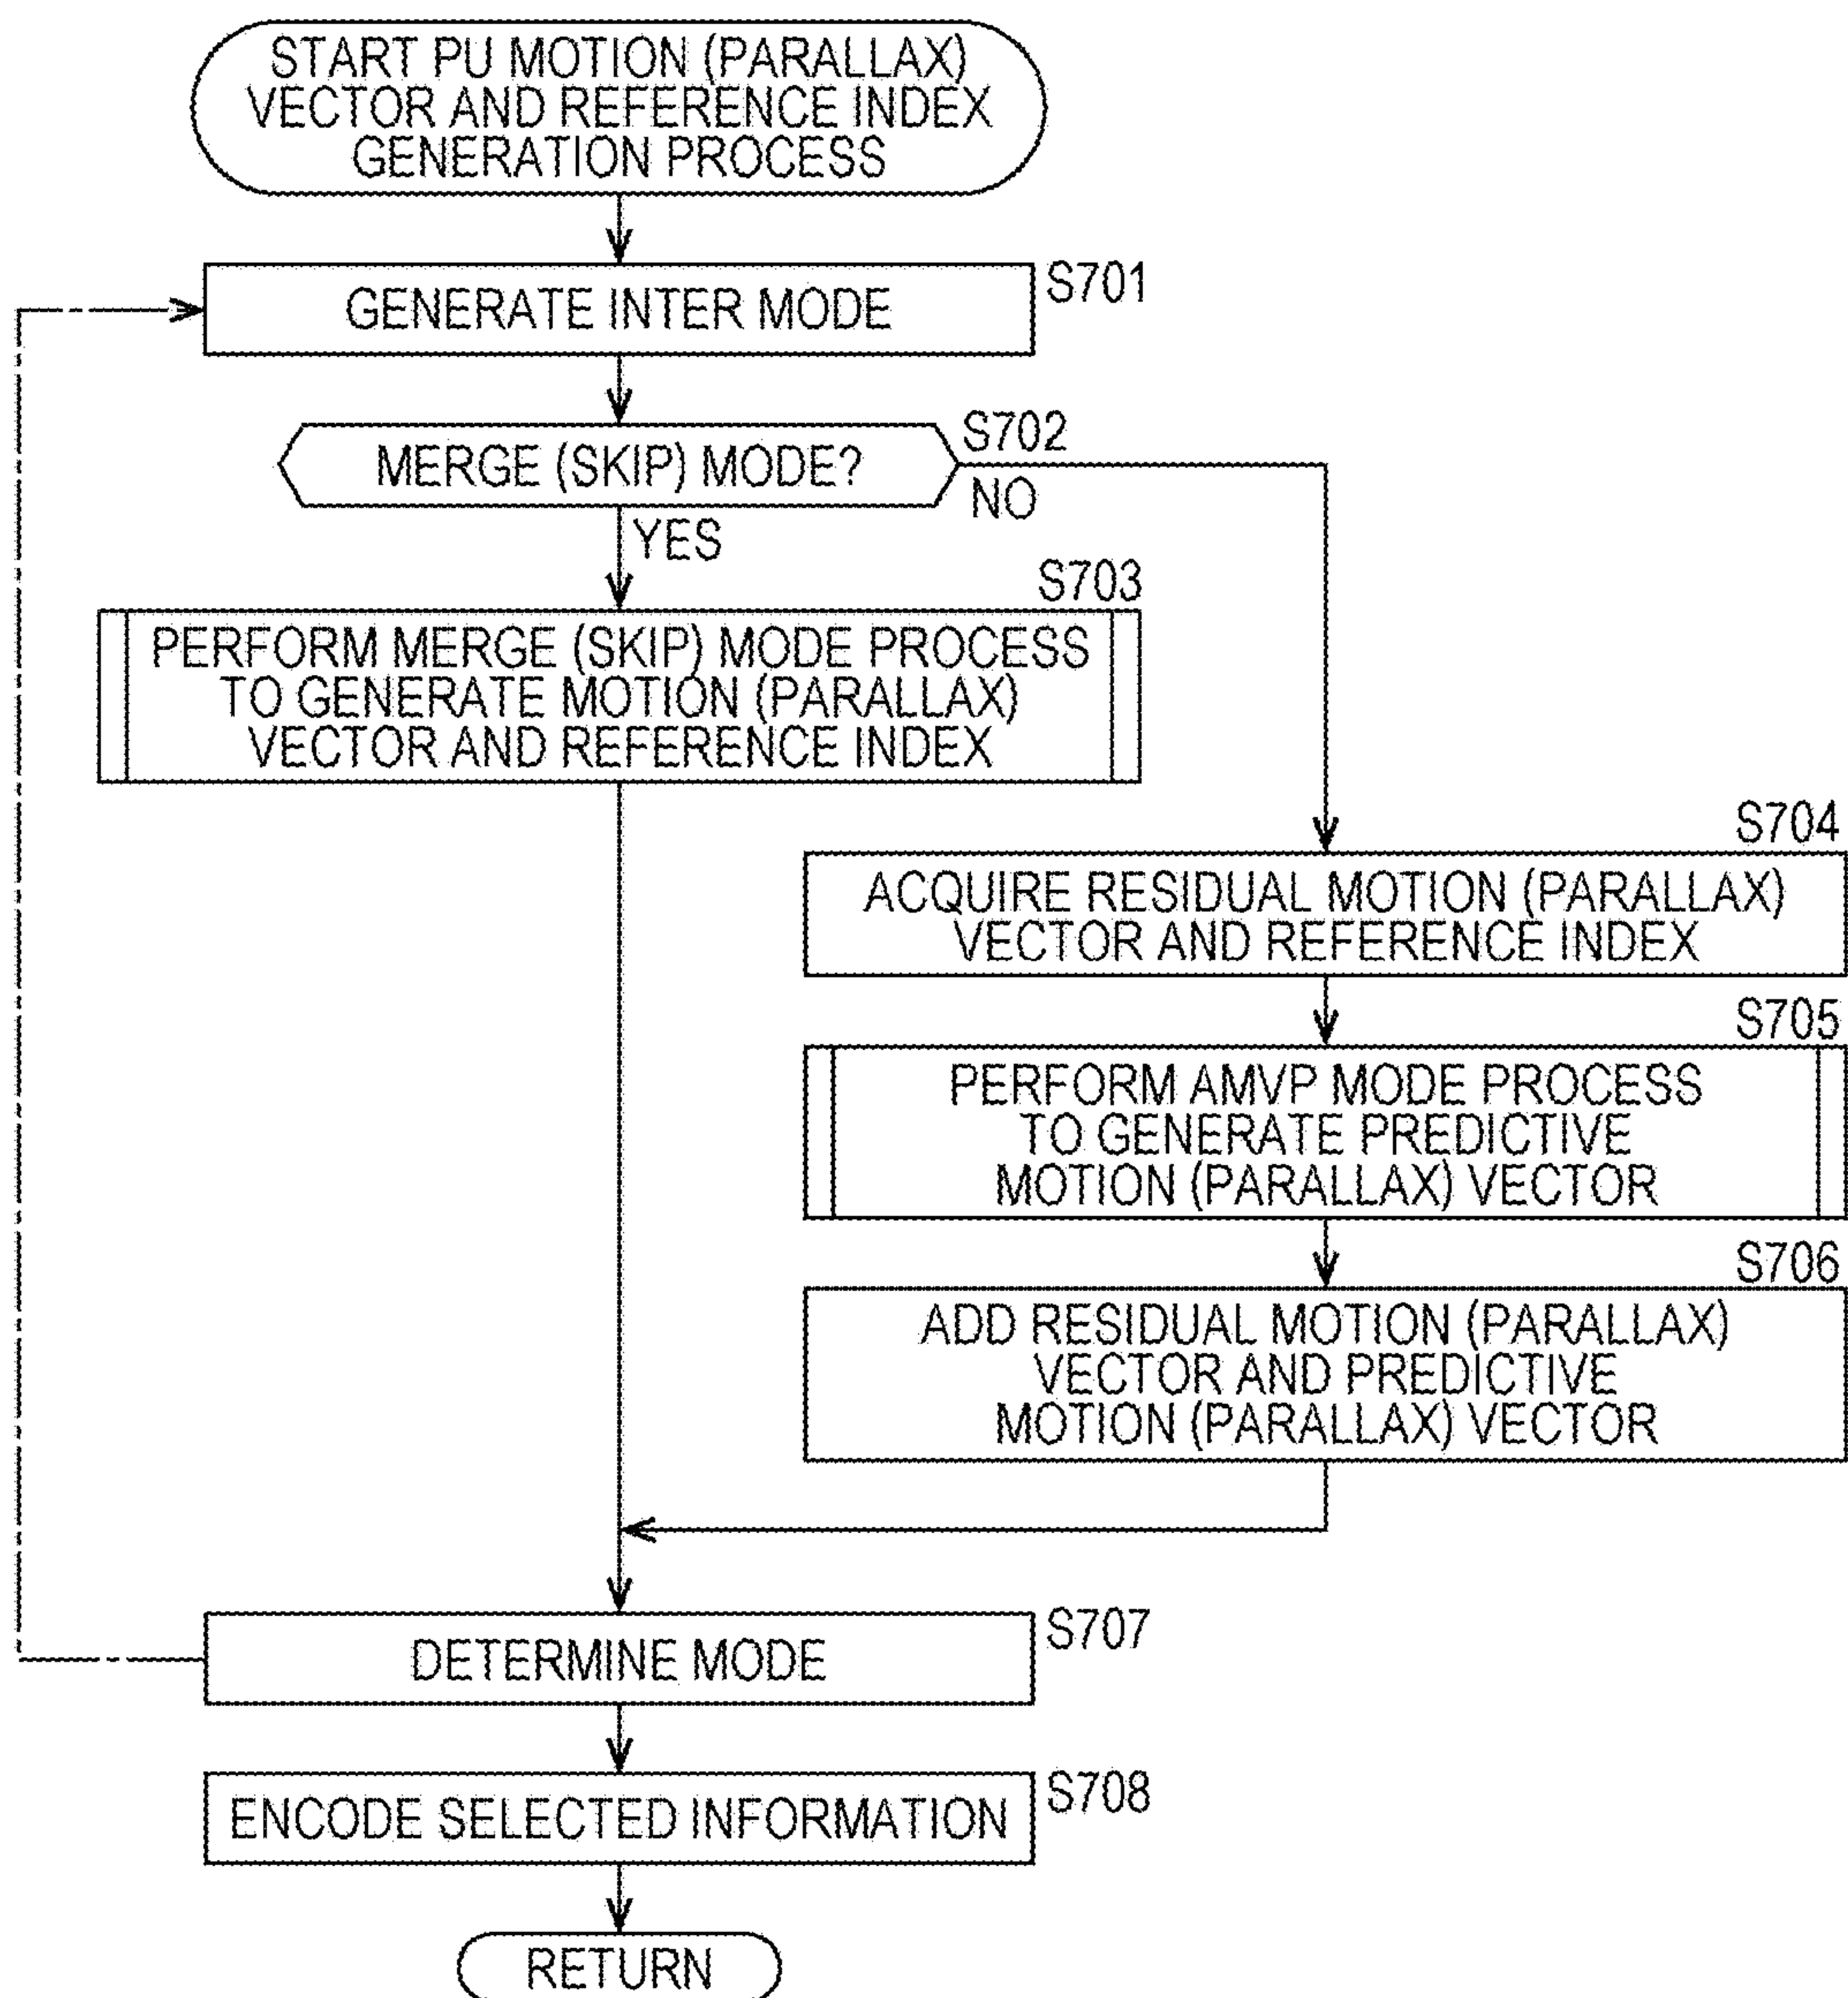 START PU MOTION (PARALLAX)
VECTOR AND REFERENCE INDEX
GENERATION PROCESS
S701
GENERATE INTER MODE
S702
MERGE (SKIP) MODE?
NO
YES
S703
PERFORM MERGE (SKIP) MODE PROCESS
TO GENERATE MOTION (PARALLAX)
VECTOR AND REFERENCE INDEX
S704
ACQUIRE RESIDUAL MOTION (PARALLAX)
VECTOR AND REFERENCE INDEX
S705
PERFORM AMVP MODE PROCESS
TO GENERATE PREDICTIVE
MOTION (PARALLAX) VECTOR
S706
ADD RESIDUAL MOTION (PARALLAX)
VECTOR AND PREDICTIVE
MOTION (PARALLAX) VECTOR
S707
DETERMINE MODE
S708
ENCODE SELECTED INFORMATION
RETURN